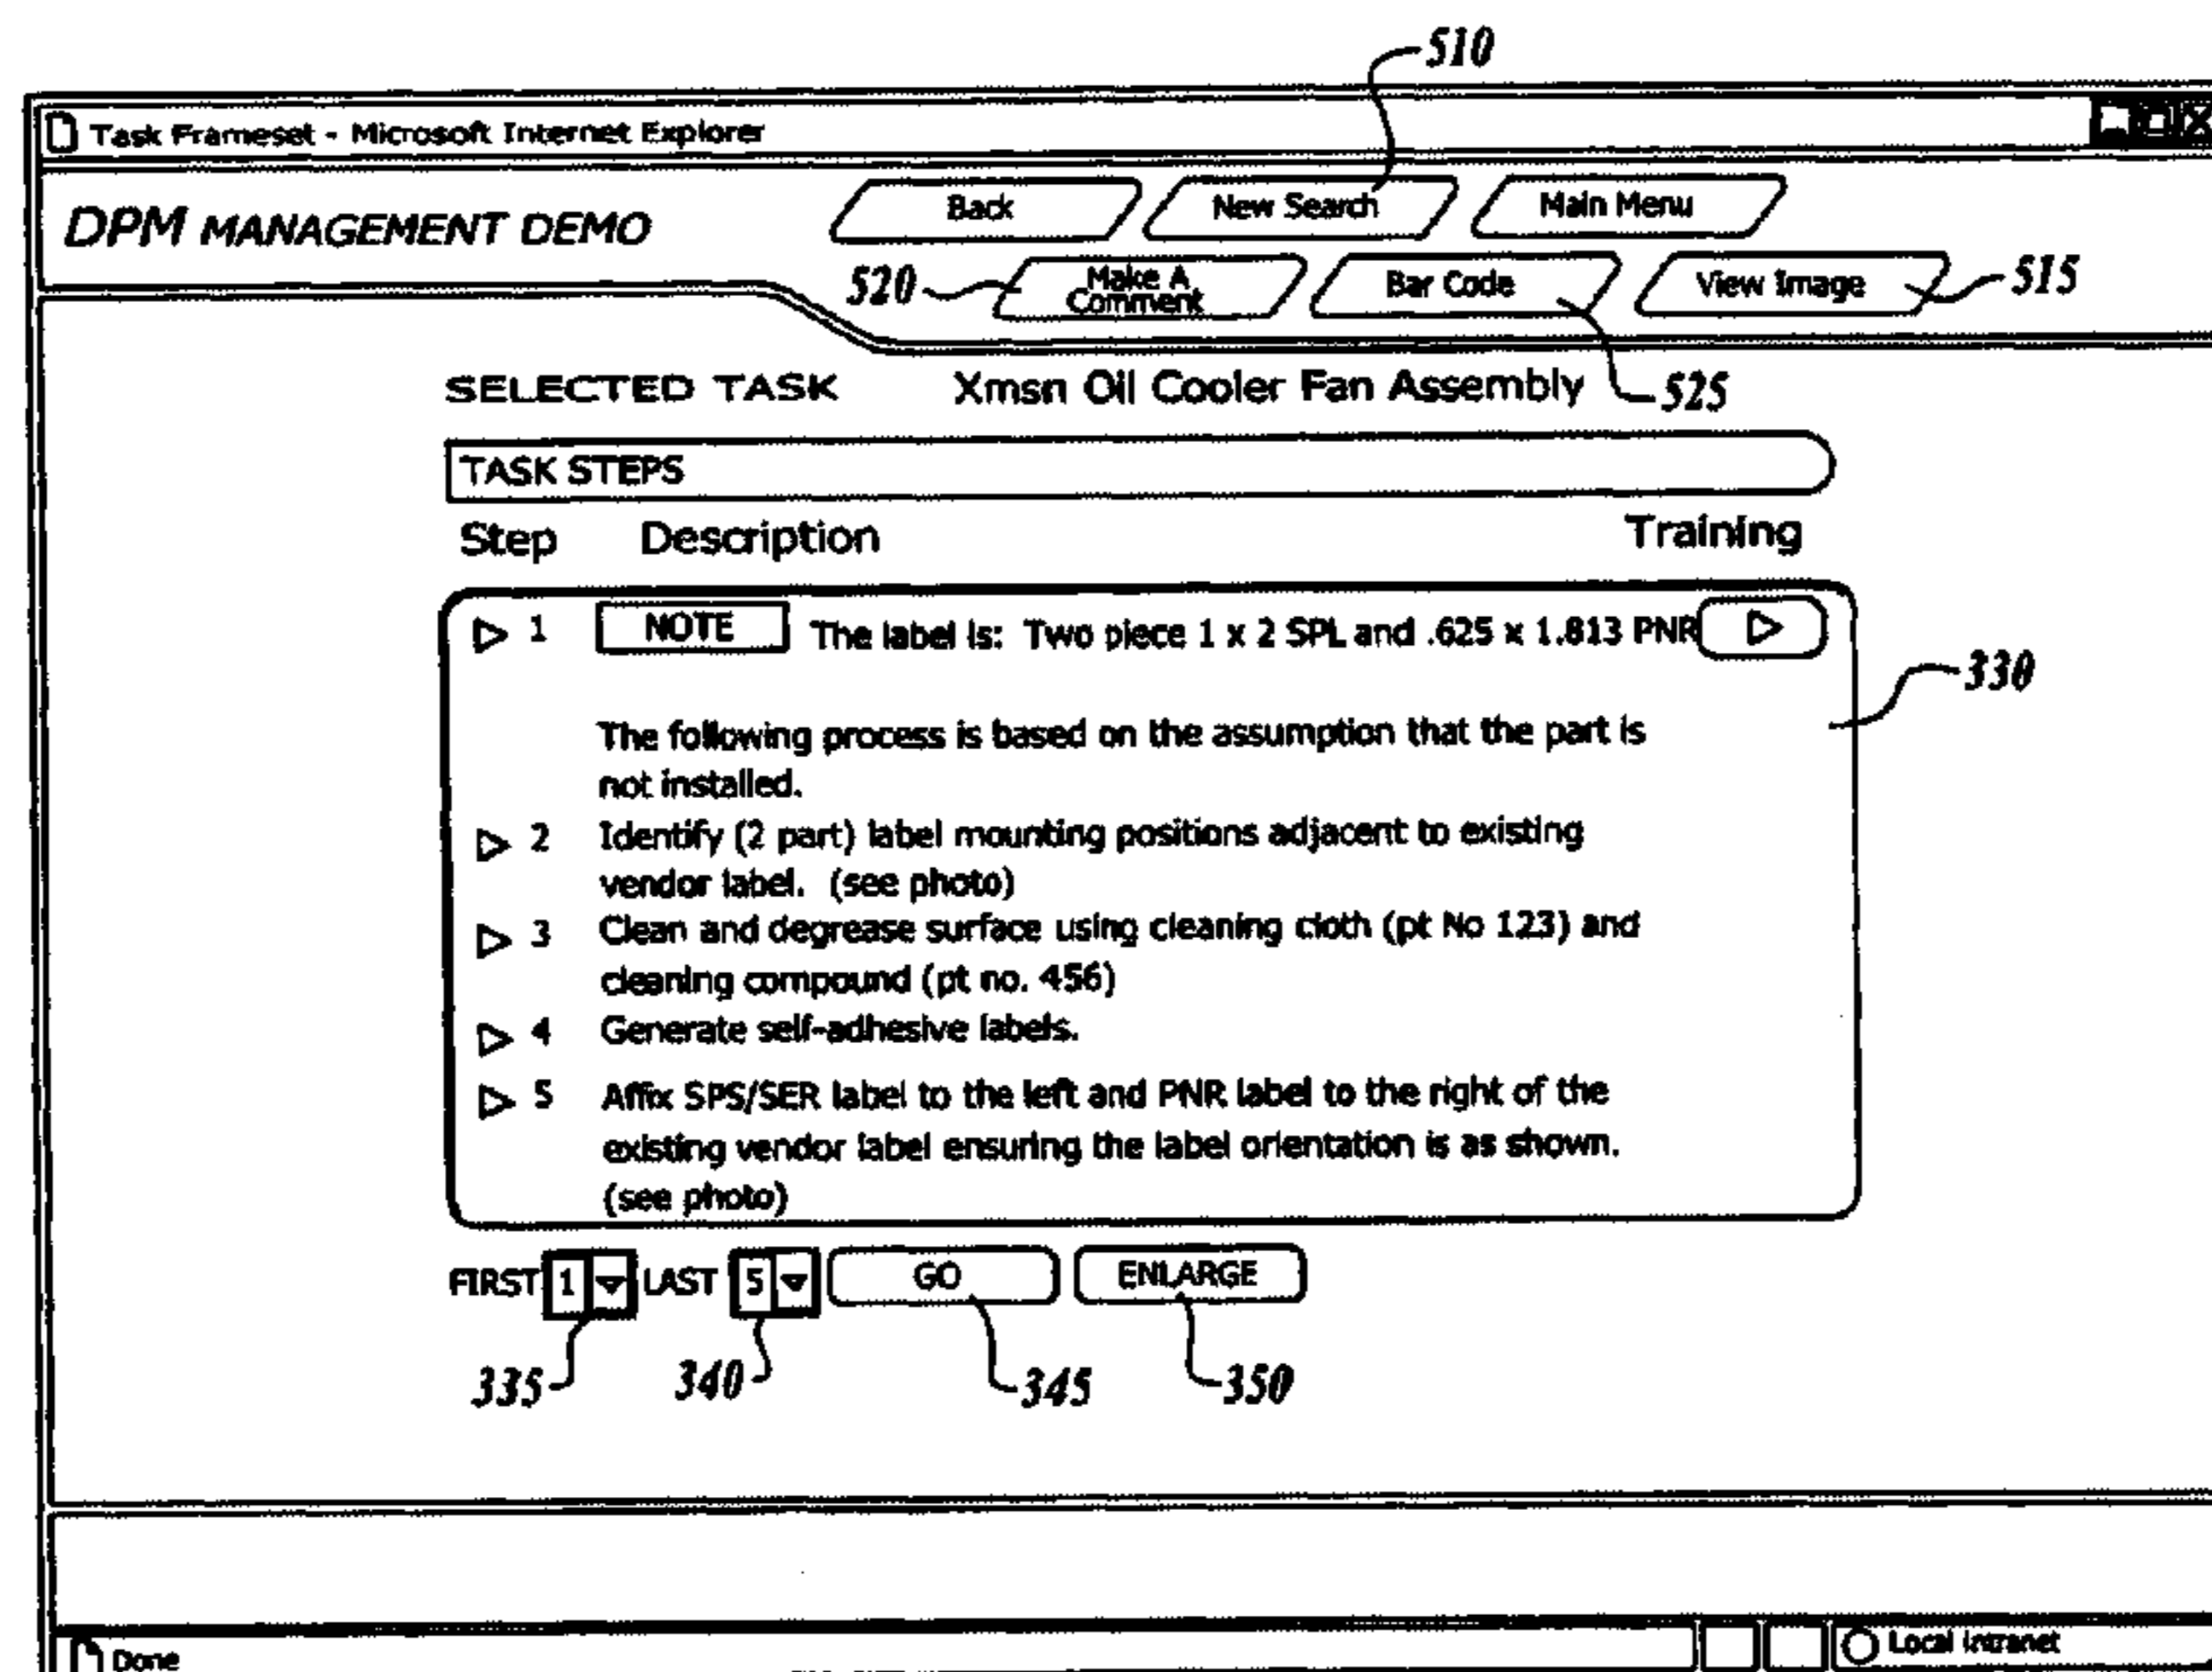 510
Task Frameset - Microsoft Internet Explorer
DPM MANAGEMENT DEMO
Back
New Search
Main Menu
520
Make A
Comment
Bar Code
View Image
515
SELECTED TASK
Xmsn Oil Cooler Fan Assembly
525
TASK STEPS
Step Description Training
1 NOTE The label is: Two piece 1 x 2 SPL and .625 x 1.813 PNR
330
The following process is based on the assumption that the part is
not installed.
2 Identify (2 part) label mounting positions adjacent to existing
vendor label. (see photo)
3 Clean and degrease surface using cleaning cloth (pt No 123) and
cleaning compound (pt no. 456)
4 Generate self-adhesive labels.
5 Affix SPS/SER label to the left and PNR label to the right of the
existing vendor label ensuring the label orientation is as shown.
(see photo)
FIRST 1 LAST 5 GO ENLARGE
335 340 345 350
Done
Local intranet